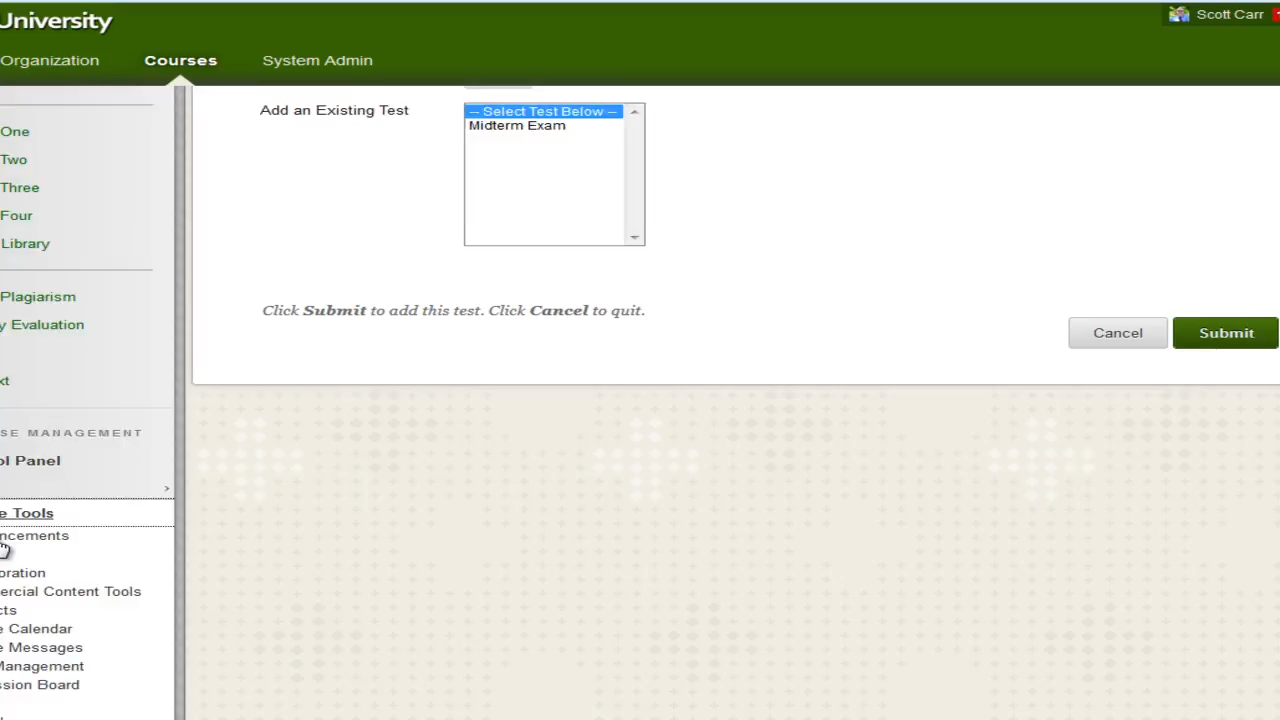 University
Scott Carr
Organization
Courses
System Admin
One
Two
Three
Four
Library
Plagiarism
y Evaluation
xt
SE MANAGEMENT
ol Panel
e Tools
ncements
oration
ercial Content Tools
cts
e Calendar
e Messages
Management
ssion Board
Add an Existing Test
-- Select Test Below --
Midterm Exam
Click Submit to add this test. Click Cancel to quit.
Cancel
Submit